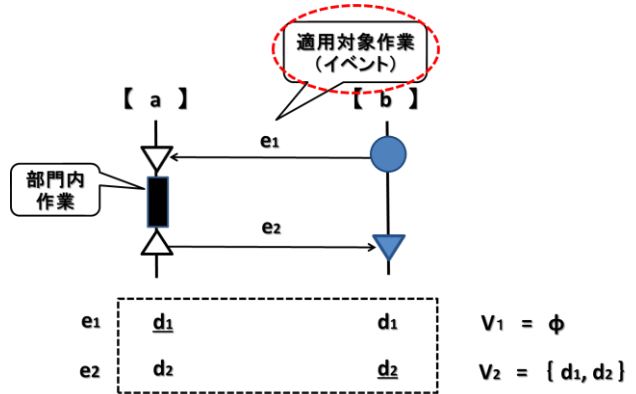 適用対象作業
（イベント）
【 a 】
【 b 】
e₁
部門内
作業
e₂
e₁ d₁ d₁ V₁ = ϕ
e₂ d₂ d₂ V₂ = { d₁, d₂ }